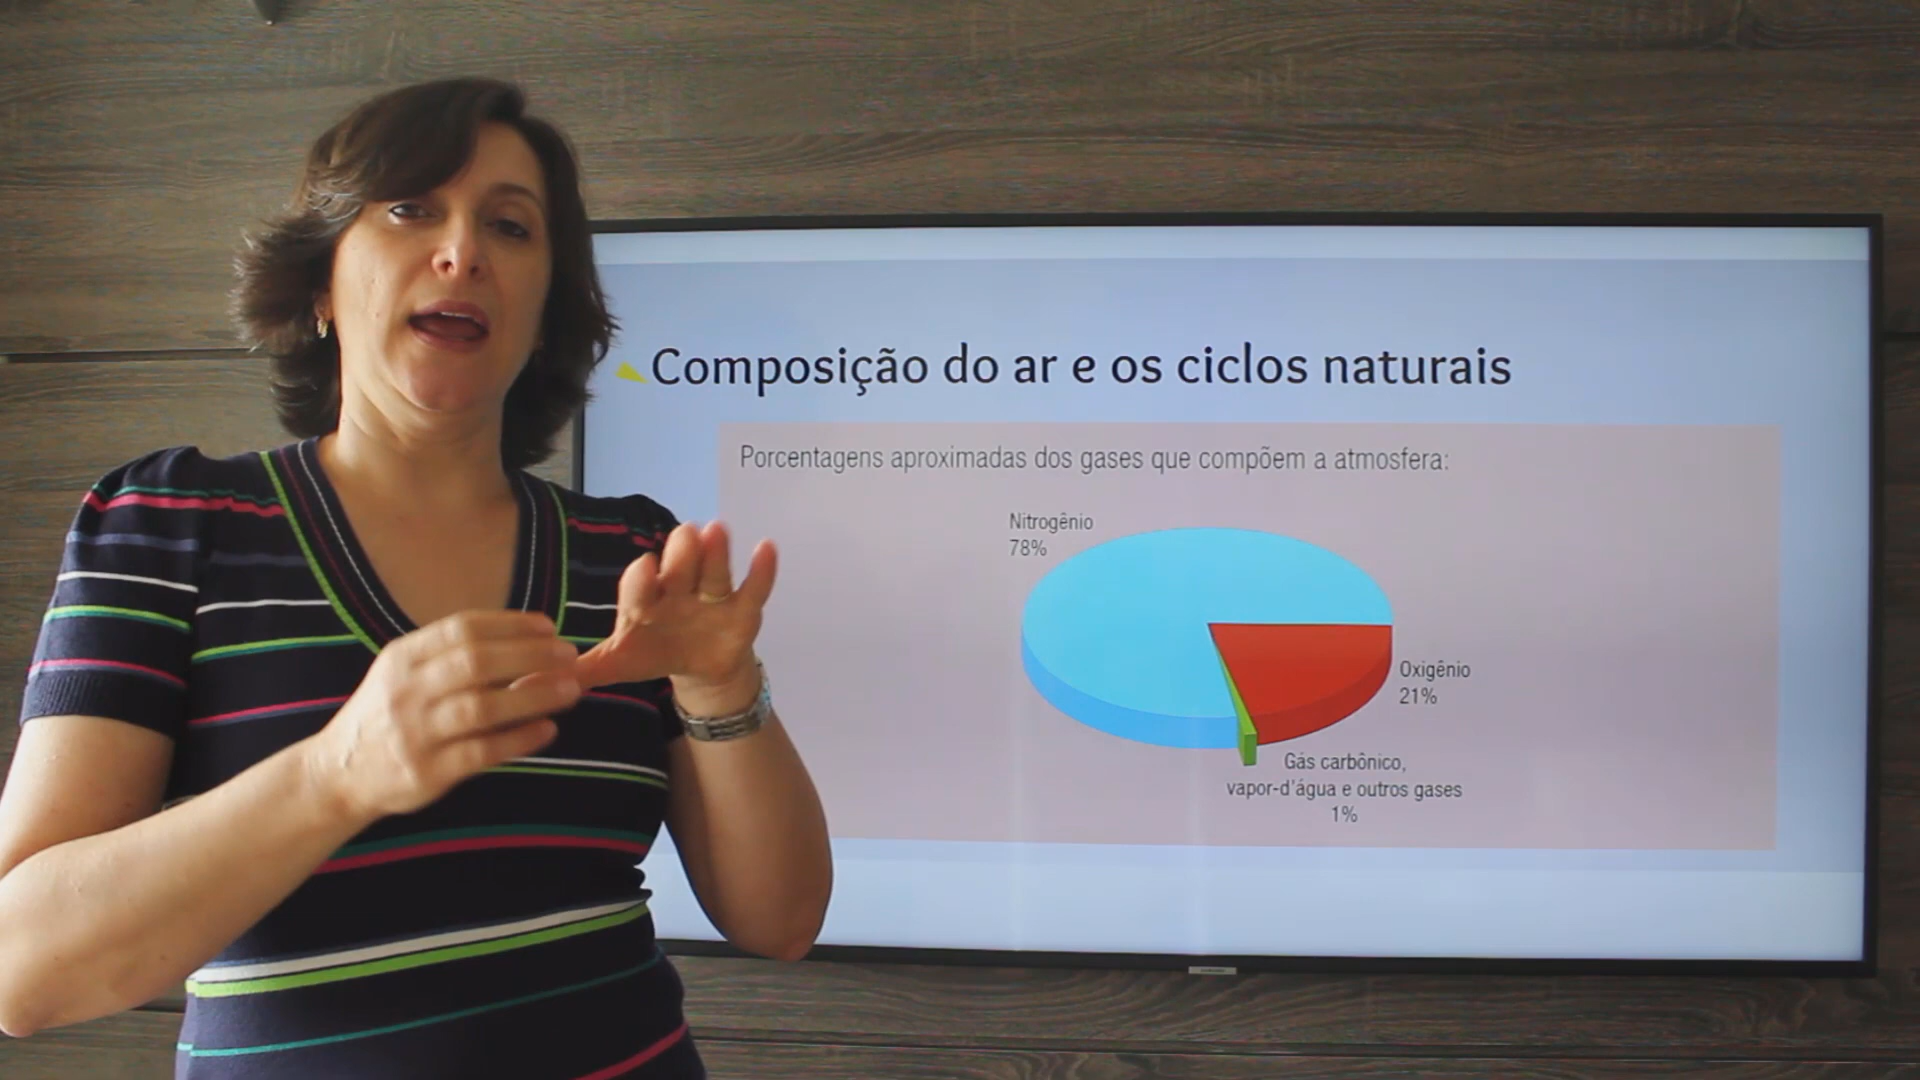 Composição do ar e os ciclos naturais
Porcentagens aproximadas dos gases que compõem a atmosfera:
Nitrogênio
78%
Oxigênio
21%
Gás carbônico,
vapor-d'água e outros gases
1%